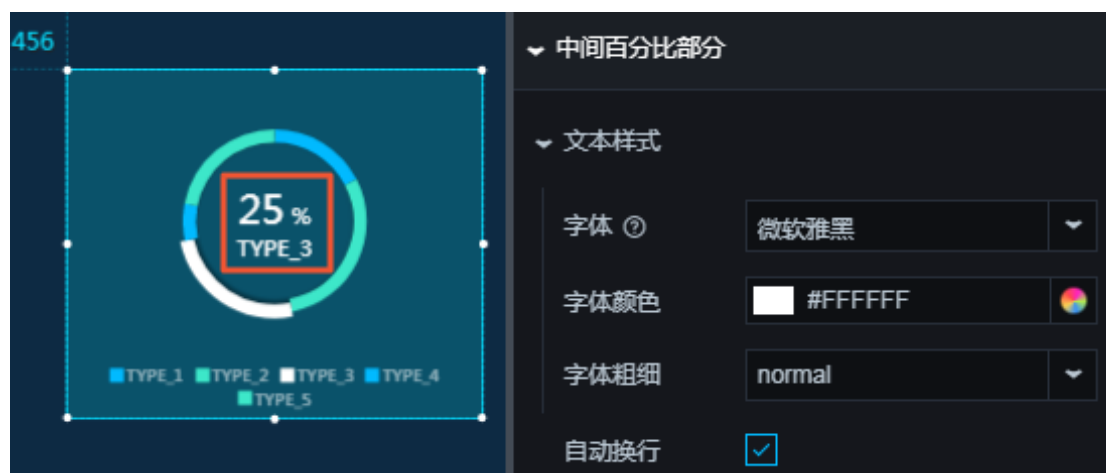 456
25 %
TYPE_3
TYPE_1 TYPE_2 TYPE_3 TYPE_4
TYPE_5
中间百分比部分
文本样式
字体
微软雅黑
字体颜色
#FFFFFF
字体粗细
normal
自动换行